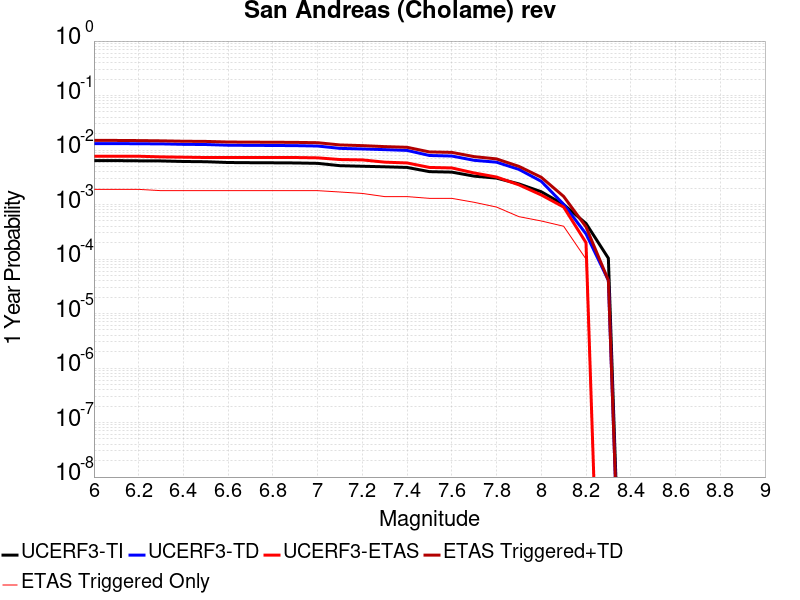 San Andreas (Cholame) rev
10^0
10^-1
10^-2
10^-3
10^-4
10^-5
10^-6
10^-7
10^-8
1 Year Probability
6 6.2 6.4 6.6 6.8 7 7.2 7.4 7.6 7.8 8 8.2 8.4 8.6 8.8 9
Magnitude
UCERF3-TI UCERF3-TD UCERF3-ETAS ETAS Triggered+TD
ETAS Triggered Only